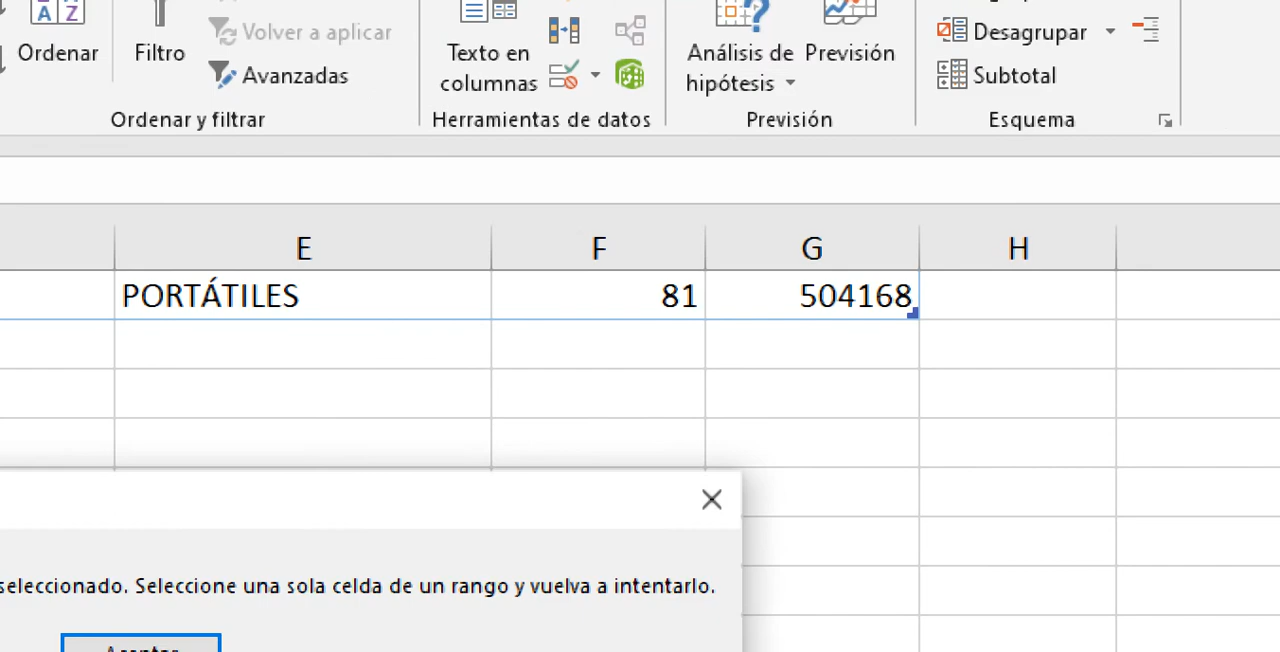 A Z
Ordenar
Filtro
Volver a aplicar
Avanzadas
Ordenar y filtrar
Texto en
columnas
Herramientas de datos
Análisis de
hipótesis
Previsión
Previsión
Desagrupar
Subtotal
Esquema
E F G H
PORTÁTILES 81 504168
seleccionado. Seleccione una sola celda de un rango y vuelva a intentarlo.
Aceptar